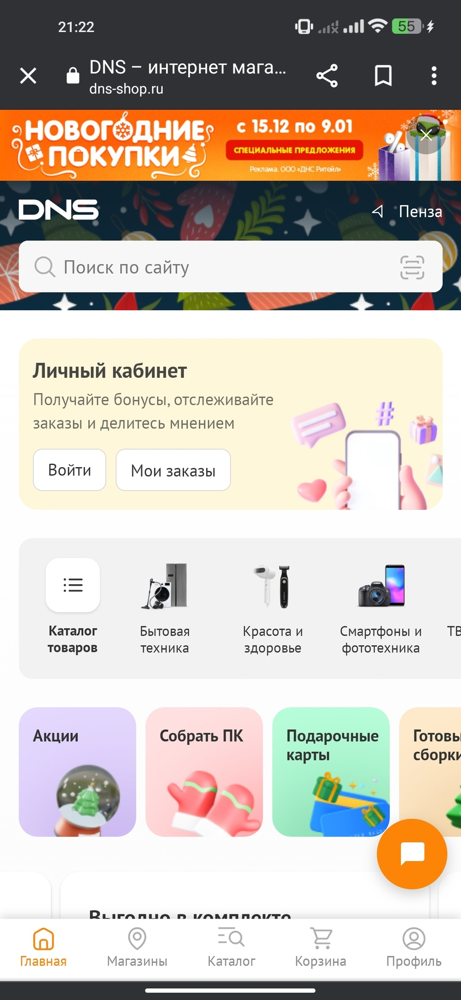 21:22
55
DNS – интернет мага...
dns-shop.ru
НОВОГОДНИЕ
ПОКУПКИ
с 15.12 по 9.01
СПЕЦИАЛЬНЫЕ ПРЕДЛОЖЕНИЯ
Реклама. ООО «ДНС Ритейл»
%
DNS
Пенза
Поиск по сайту
Личный кабинет
Получайте бонусы, отслеживайте
заказы и делитесь мнением
#
Войти
Мои заказы
Каталог
товаров
Бытовая
техника
Красота и
здоровье
Смартфоны и
фототехника
ТВ
Акции
Собрать ПК
Подарочные
карты
Готовы
сборки
Выгодно в комплекте
Главная
Магазины
Каталог
Корзина
Профиль